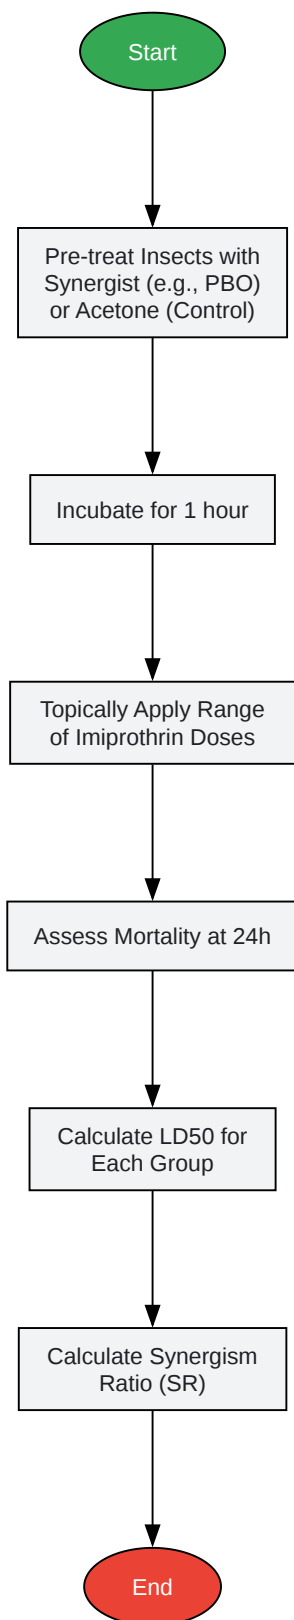 Start
Pre-treat Insects with
Synergist (e.g., PBO)
or Acetone (Control)
Incubate for 1 hour
Topically Apply Range
of Imiprothrin Doses
Assess Mortality at 24h
Calculate LD50 for
Each Group
Calculate Synergism
Ratio (SR)
End